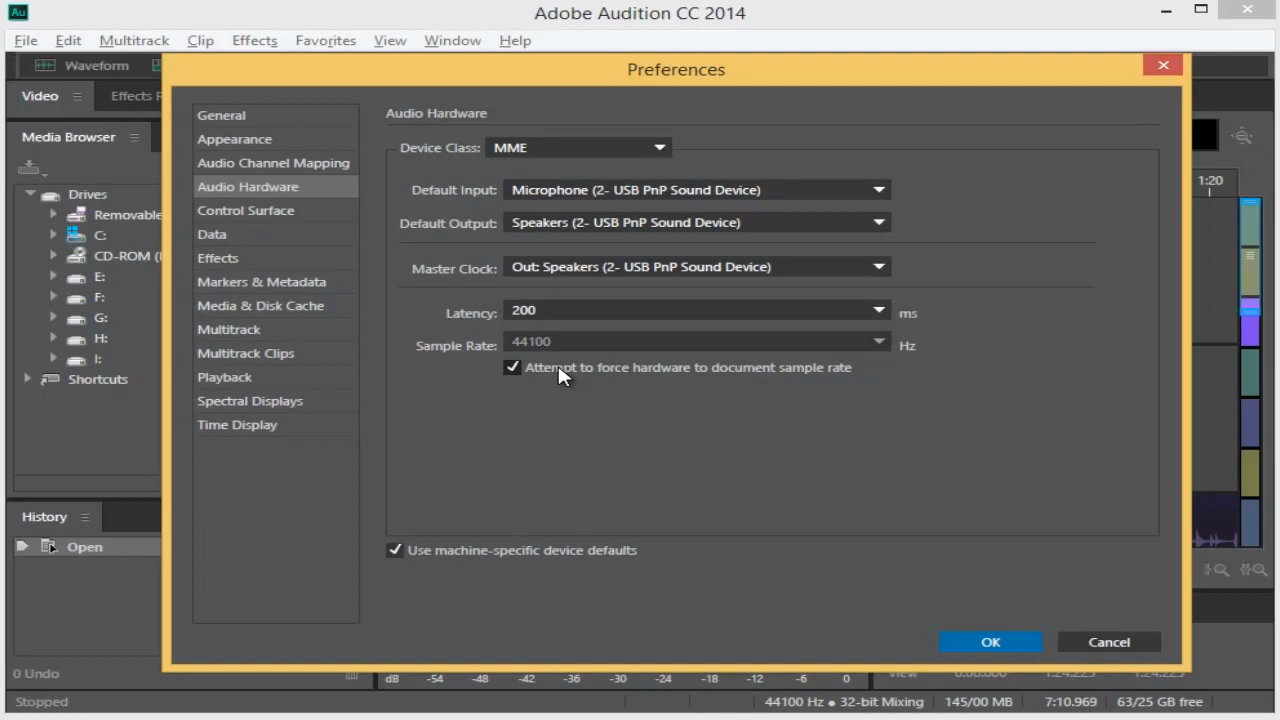 Au
Adobe Audition CC 2014
File Edit Multitrack Clip Effects Favorites View Window Help
Waveform
Preferences
Video
Effects
Media Browser
Drives
Removable
C:
CD-ROM
E:
F:
G:
H:
I:
Shortcuts
History
Open
0 Undo
Stopped
General
Appearance
Audio Channel Mapping
Audio Hardware
Control Surface
Data
Effects
Markers & Metadata
Media & Disk Cache
Multitrack
Multitrack Clips
Playback
Spectral Displays
Time Display
Audio Hardware
Device Class: MME
Default Input: Microphone (2- USB PnP Sound Device)
Default Output: Speakers (2- USB PnP Sound Device)
Master Clock: Out: Speakers (2- USB PnP Sound Device)
Latency: 200 ms
Sample Rate: 44100 Hz
Attempt to force hardware to document sample rate
Use machine-specific device defaults
OK Cancel
1:20
dB -54 -48 -42 -36 -30 -24 -18 -12 -6 0
View
44100 Hz ● 32-bit Mixing 145/00 MB 7:10.969 63/25 GB free